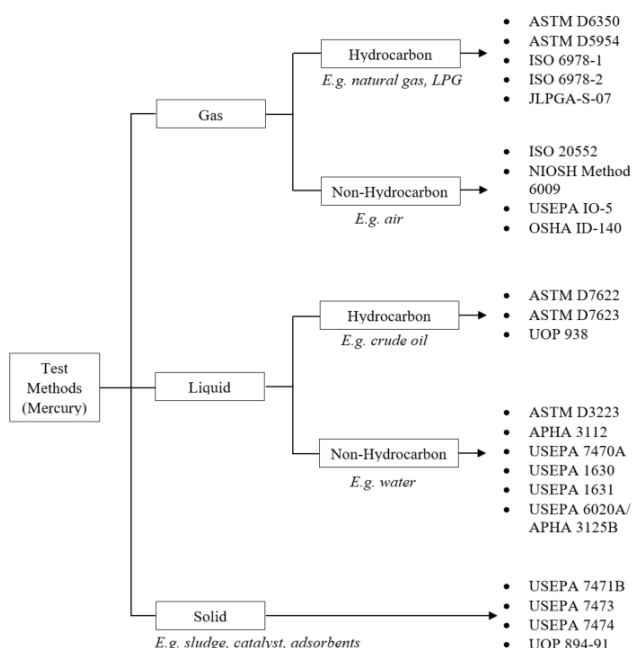 • ASTM D6350
• ASTM D5954
• ISO 6978-1
• ISO 6978-2
• JLPGA-S-07
Hydrocarbon
E.g. natural gas, LPG
Gas
• ISO 20552
• NIOSH Method
6009
• USEPA IO-5
• OSHA ID-140
Non-Hydrocarbon
E.g. air
• ASTM D7622
• ASTM D7623
• UOP 938
Hydrocarbon
E.g. crude oil
Test
Methods
(Mercury)
Liquid
• ASTM D3223
• APHA 3112
• USEPA 7470A
• USEPA 1630
• USEPA 1631
• USEPA 6020A/
APHA 3125B
Non-Hydrocarbon
E.g. water
Solid
E.g. sludge, catalyst, adsorbents
• USEPA 7471B
• USEPA 7473
• USEPA 7474
• UOP 894-91